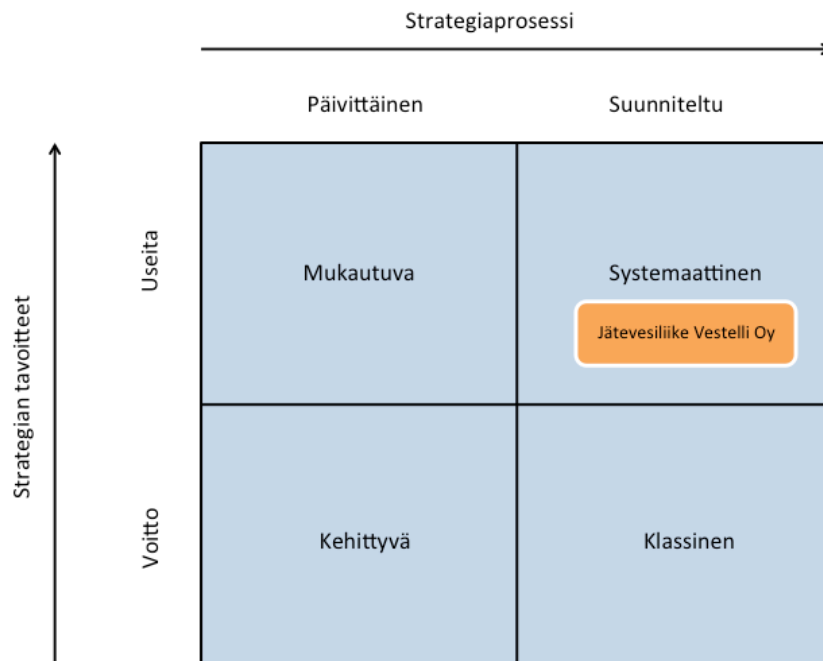 Strategiaprosessi
Päivittäinen
Suunniteltu
Strategian tavoitteet
Useita
Mukautuva
Systemaattinen
Jätevesiliike Vestelli Oy
Voitto
Kehittyvä
Klassinen